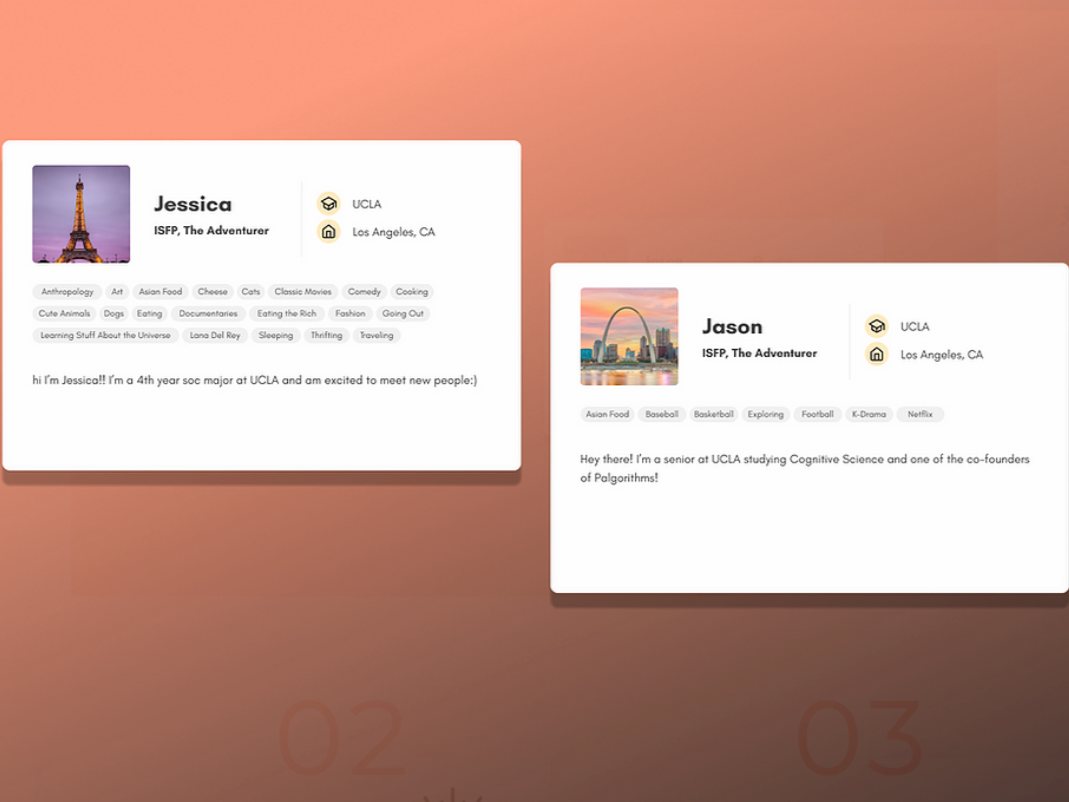 Jessica
ISFP, The Adventurer
UCLA
Los Angeles, CA
Anthropology Art Asian Food Cheese Cats Classic Movies Comedy Cooking
Cute Animals Dogs Eating Documentaries Eating the Rich Fashion Going Out
Learning Stuff About the Universe Lana Del Rey Sleeping Thrifting Traveling
hi I'm Jessica!! I'm a 4th year soc major at UCLA and am excited to meet new people:)
Jason
ISFP, The Adventurer
UCLA
Los Angeles, CA
Asian Food Baseball Basketball Exploring Football K-Drama Netflix
Hey there! I'm a senior at UCLA studying Cognitive Science and one of the co-founders
of Palgorithms!
02
03